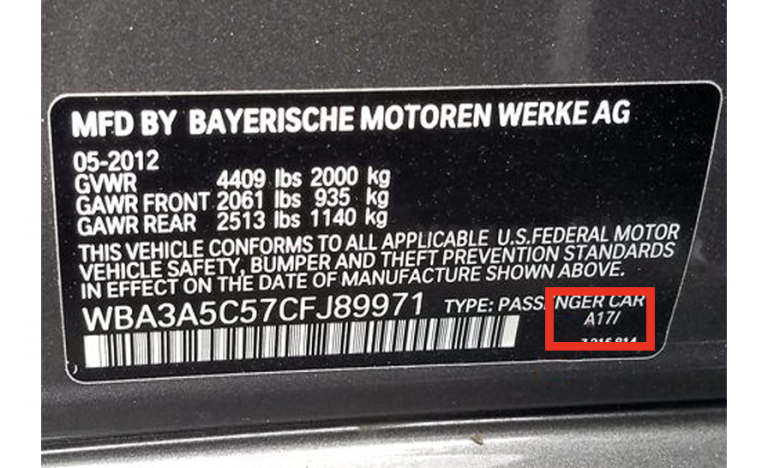 MFD BY BAYERISCHE MOTOREN WERKE AG
05-2012
GVWR 4409 lbs 2000 kg
GAWR FRONT 2061 lbs 935 kg
GAWR REAR 2513 lbs 1140 kg
THIS VEHICLE CONFORMS TO ALL APPLICABLE U.S.FEDERAL MOTOR
VEHICLE SAFETY, BUMPER AND THEFT PREVENTION STANDARDS
IN EFFECT ON THE DATE OF MANUFACTURE SHOWN ABOVE.
WBA3A5C57CFJ89971 TYPE: PASSENGER CAR
A17/